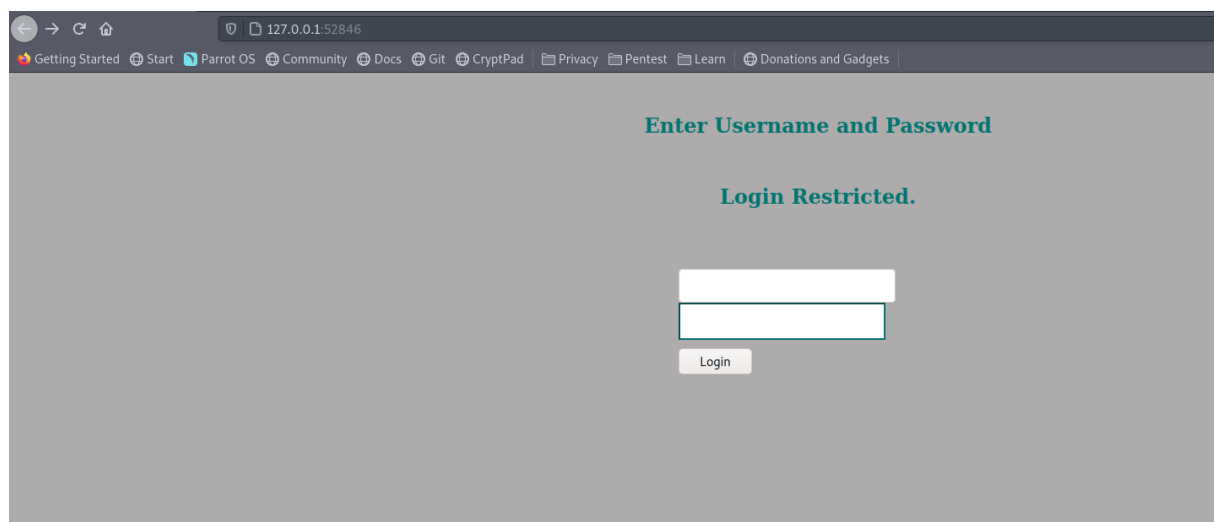 127.0.0.1:52846
Getting Started Start Parrot OS Community Docs Git CryptPad Privacy Pentest Learn Donations and Gadgets
Enter Username and Password
Login Restricted.
Login